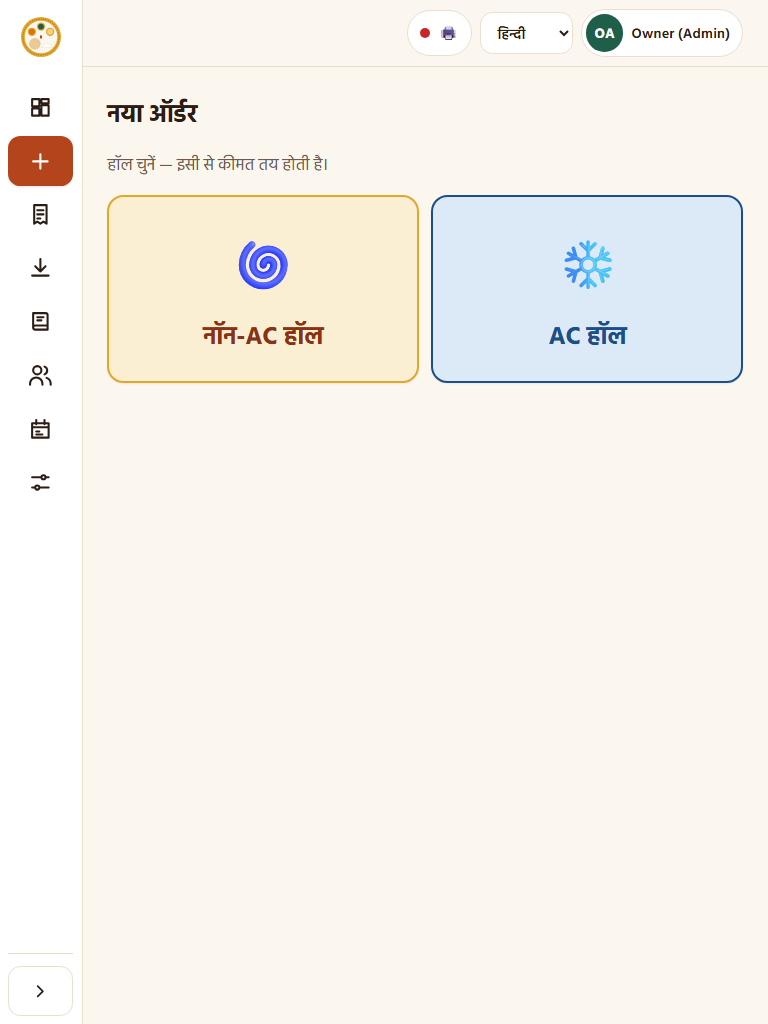 हिन्दी
OA Owner (Admin)
नया ऑर्डर
हॉल चुनें — इसी से कीमत तय होती है।
नॉन-AC हॉल
AC हॉल